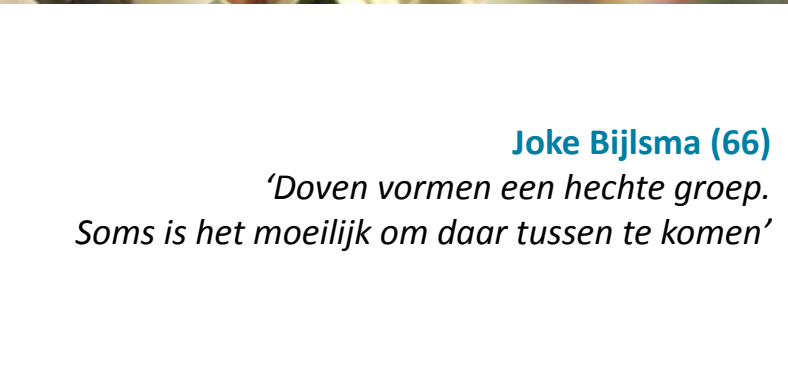 Joke Bijlsma (66)
‘Doven vormen een hechte groep.
Soms is het moeilijk om daar tussen te komen’